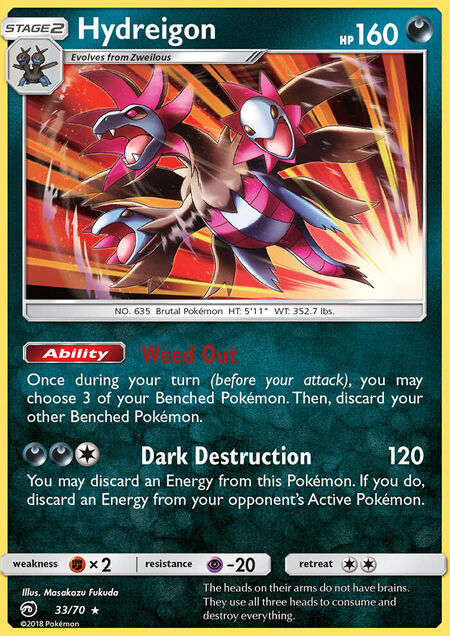 STAGE2
Hydreigon
HP160
Evolves from Zweilous
NO. 635 Brutal Pokémon HT: 5'11" WT: 352.7 lbs.
Ability Weed Out
Once during your turn (before your attack), you may
choose 3 of your Benched Pokémon. Then, discard your
other Benched Pokémon.
Dark Destruction 120
You may discard an Energy from this Pokémon. If you do,
discard an Energy from your opponent's Active Pokémon.
weakness ×2 resistance -20 retreat
Illus. Masakazu Fukuda
33/70 ★
©2018 Pokémon
The heads on their arms do not have brains.
They use all three heads to consume and
destroy everything.